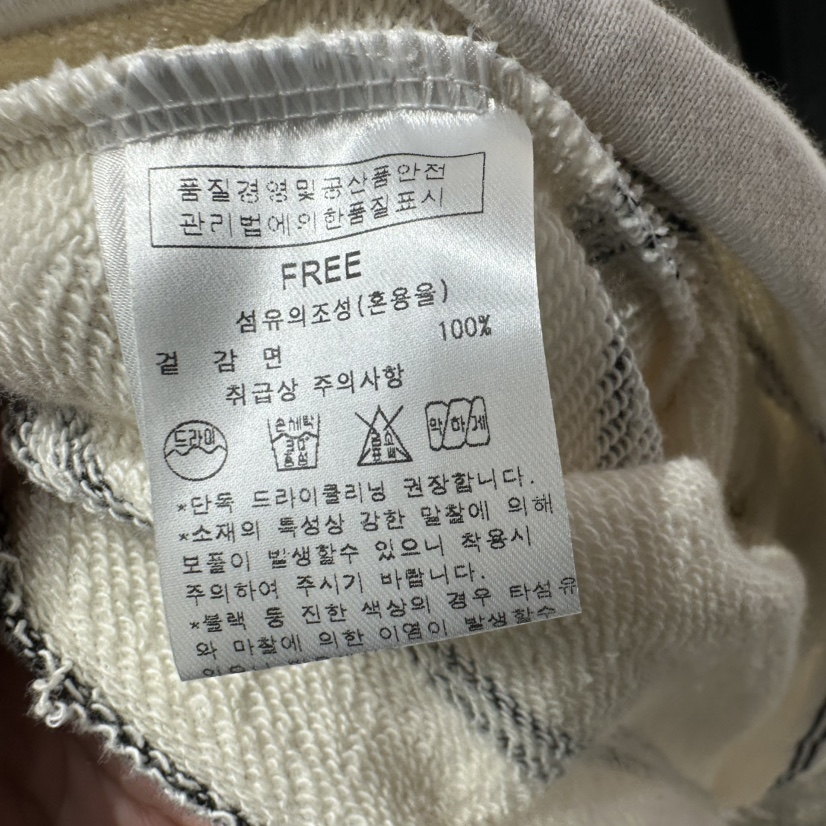 품질경영및공산품안전
관리법에의한품질표시
FREE
섬유의조성(혼용율)
100%
겉 감 면
취급상 주의사항
드라이 손세탁 약하게
*단독 드라이클리닝 권장합니다.
*소재의 특성상 강한 말찰에 의해
보풀이 발생할수 있으니 착용시
주의하여 주시기 바랍니다.
*블랙 등 진한 색상의 경우 타섬유
와 마찰에 의한 이염이 발생할수